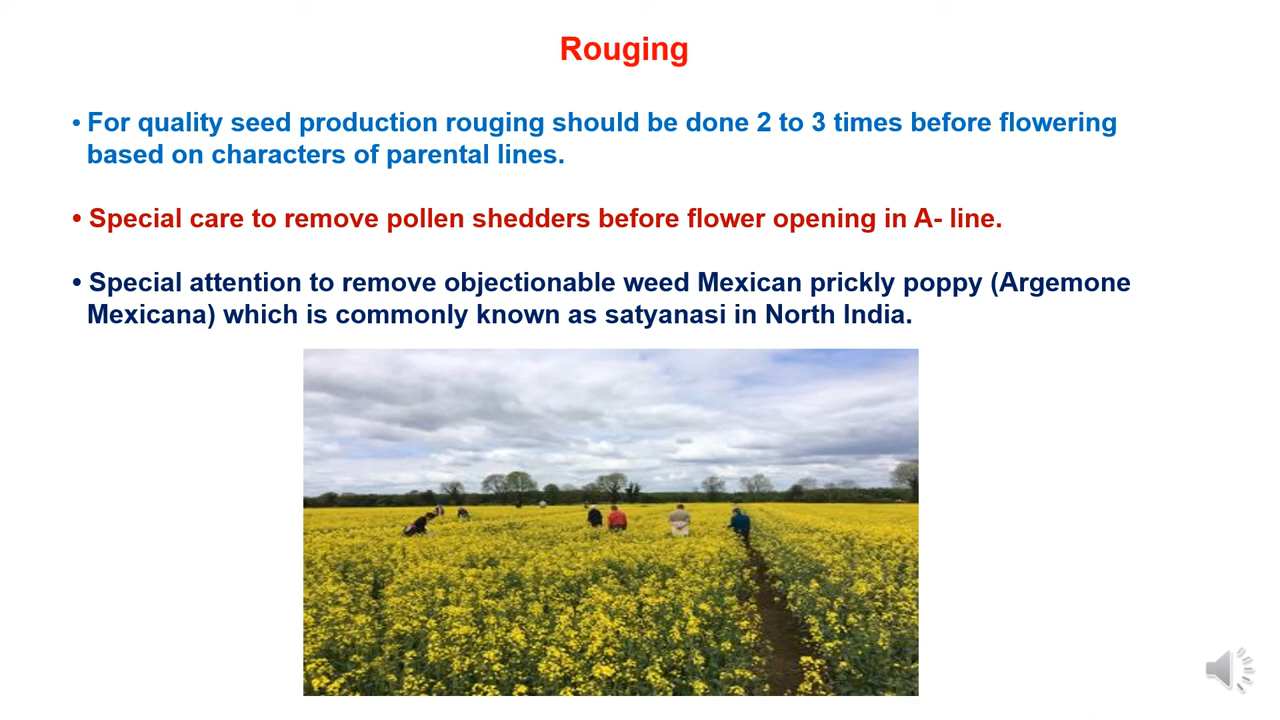 Rouging
• For quality seed production rouging should be done 2 to 3 times before flowering
based on characters of parental lines.
• Special care to remove pollen shedders before flower opening in A- line.
• Special attention to remove objectionable weed Mexican prickly poppy (Argemone
Mexicana) which is commonly known as satyanasi in North India.